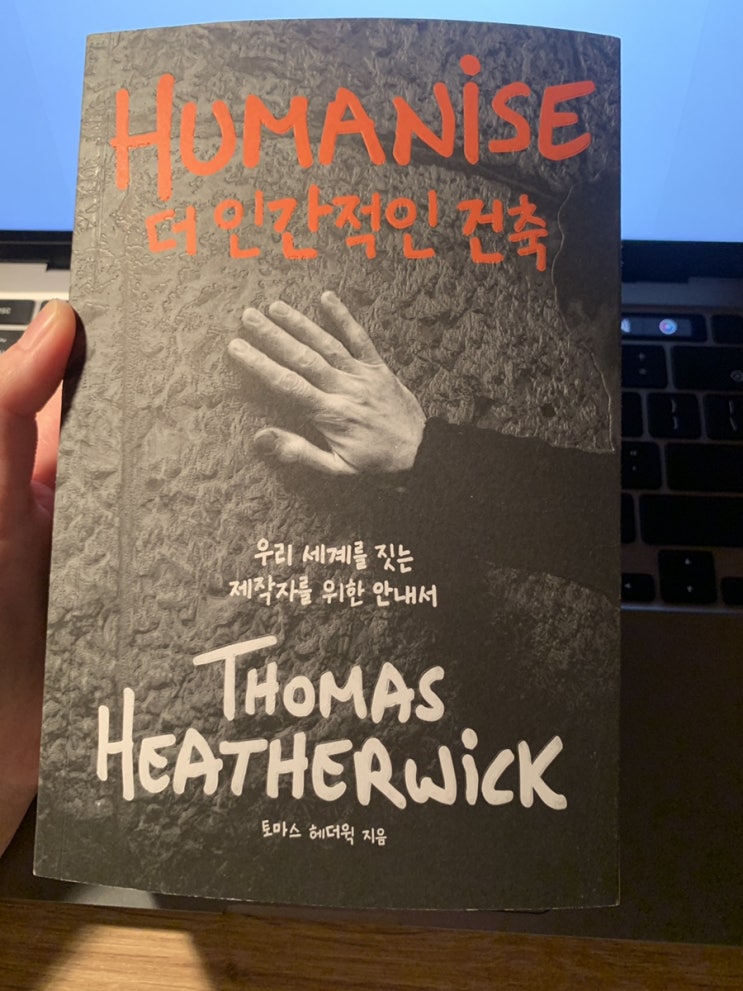 HUMANiSE
더 인간적인 건축
우리 세계를 짓는
제작자를 위한 안내서
THOMAS
HEATHERWiCK
토마스 헤더윅 지음